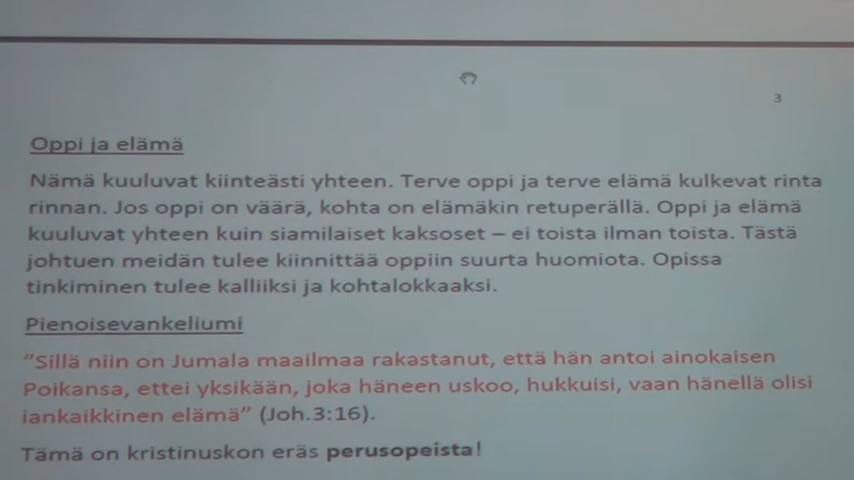 3
Oppi ja elämä
Nämä kuuluvat kiinteästi yhteen. Terve oppi ja terve elämä kulkevat rinta
rinnan. Jos oppi on väärä, kohta on elämäkin retuperällä. Oppi ja elämä
kuuluvat yhteen kuin siamilaiset kaksoset – ei toista ilman toista. Tästä
johtuen meidän tulee kiinnittää oppiin suurta huomiota. Opissa
tinkiminen tulee kalliiksi ja kohtalokkaaksi.
Pienoisevankeliumi
”Sillä niin on Jumala maailmaa rakastanut, että hän antoi ainokaisen
Poikansa, ettei yksikään, joka häneen uskoo, hukkuisi, vaan hänellä olisi
iankaikkinen elämä” (Joh.3:16).
Tämä on kristinuskon eräs perusopeista!